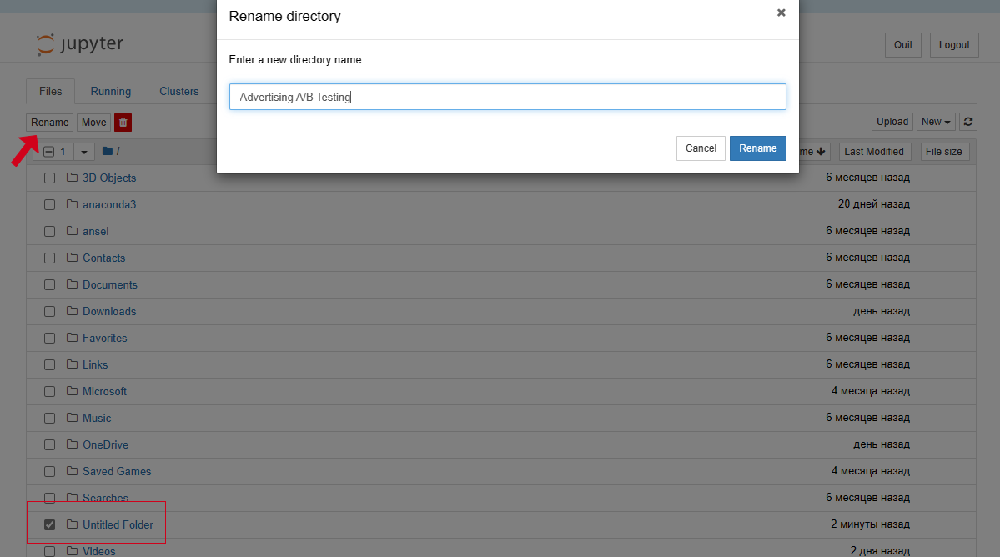 Rename directory
×
jupyter
Quit
Logout
Enter a new directory name:
Files
Running
Clusters
Advertising A/B Testing
Rename
Move
Upload
New
Cancel
Rename
1
/
me
Last Modified
File size
3D Objects
6 месяцев назад
anaconda3
20 дней назад
ansel
6 месяцев назад
Contacts
6 месяцев назад
Documents
6 месяцев назад
Downloads
день назад
Favorites
6 месяцев назад
Links
6 месяцев назад
Microsoft
4 месяца назад
Music
6 месяцев назад
OneDrive
день назад
Saved Games
4 месяца назад
Searches
6 месяцев назад
Untitled Folder
2 минуты назад
Videos
2 дня назад